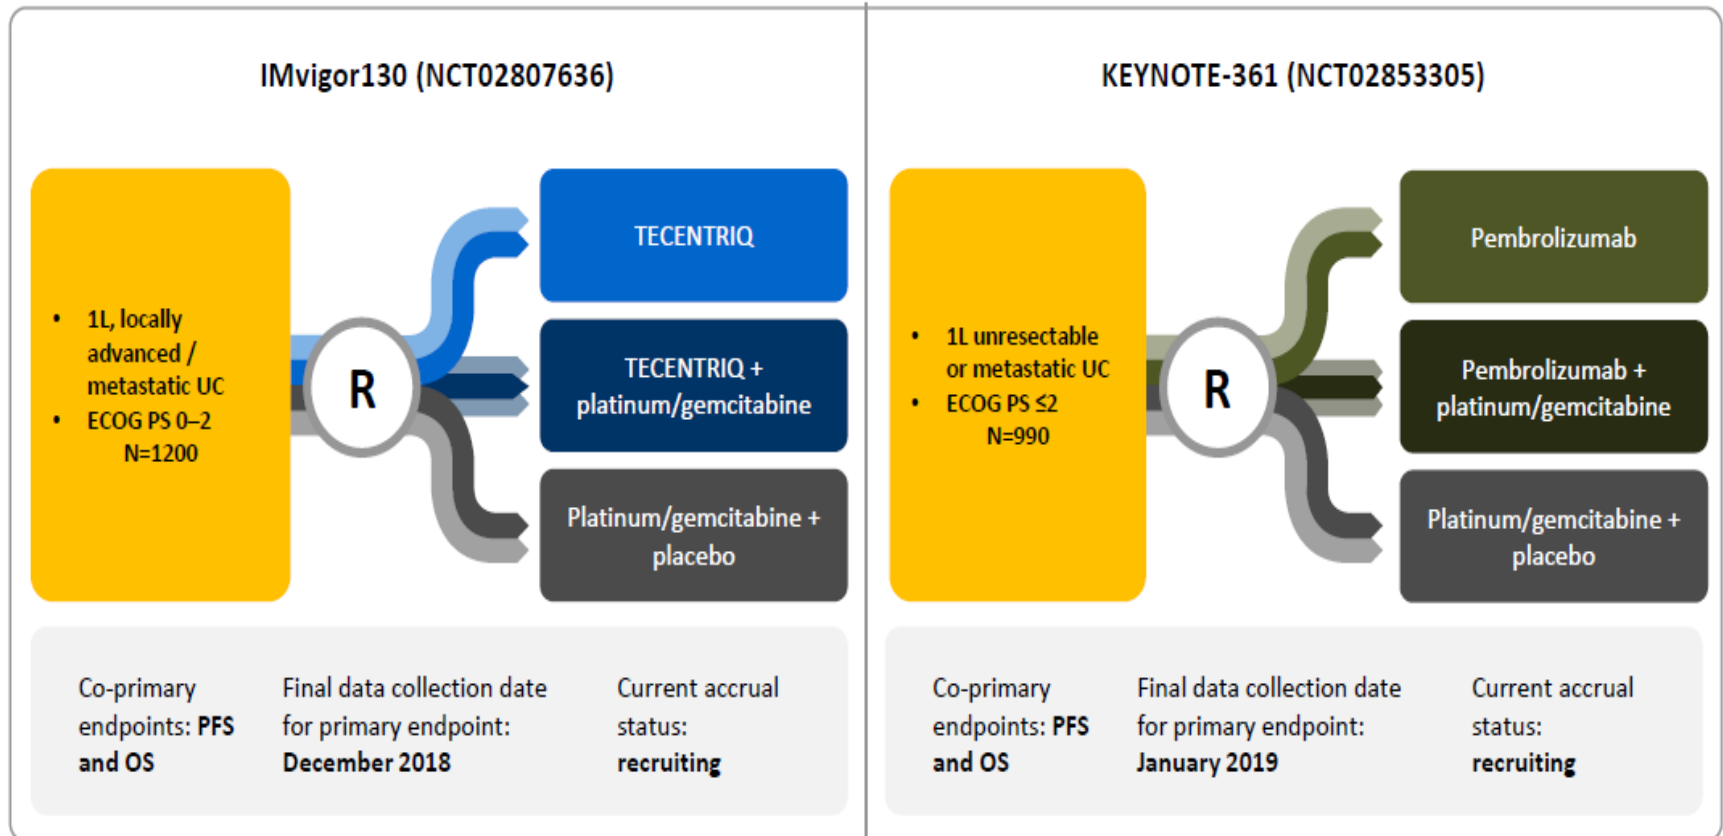 IMvigor130 (NCT02807636)
• 1L, locally
advanced /
metastatic UC
• ECOG PS 0–2
N=1200
R
TECENTRIQ
TECENTRIQ +
platinum/gemcitabine
Platinum/gemcitabine +
placebo
Co-primary
endpoints: PFS
and OS
Final data collection date
for primary endpoint:
December 2018
Current accrual
status:
recruiting
KEYNOTE-361 (NCT02853305)
• 1L unresectable
or metastatic UC
• ECOG PS ≤2
N=990
R
Pembrolizumab
Pembrolizumab +
platinum/gemcitabine
Platinum/gemcitabine +
placebo
Co-primary
endpoints: PFS
and OS
Final data collection date
for primary endpoint:
January 2019
Current accrual
status:
recruiting